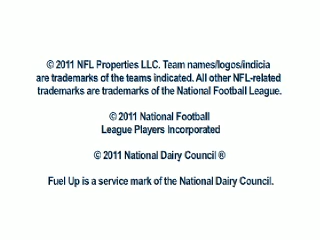 © 2011 NFL Properties LLC. Team names/logos/indicia
are trademarks of the teams indicated. All other NFL-related
trademarks are trademarks of the National Football League.
© 2011 National Football
League Players Incorporated
© 2011 National Dairy Council ®
Fuel Up is a service mark of the National Dairy Council.